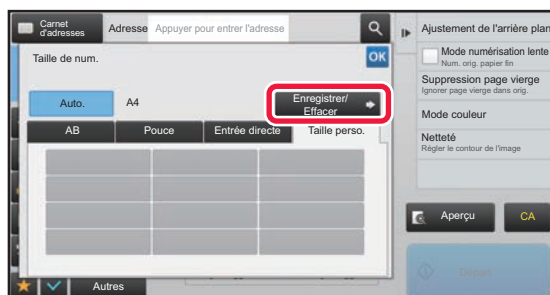 Carnet
d'adresses
Adresse
Appuyer pour entrer l'adresse
Taille de num.
OK
Auto.
A4
Enregistrer/
Effacer
AB
Pouce
Entrée directe
Taille perso.
Autres
Ajustement de l'arrière plan
Mode numérisation lente
Num. orig. papier fin
Suppression page vierge
Ignorer page vierge dans orig.
Mode couleur
Netteté
Régler le contour de l'image
Aperçu
CA
Départ